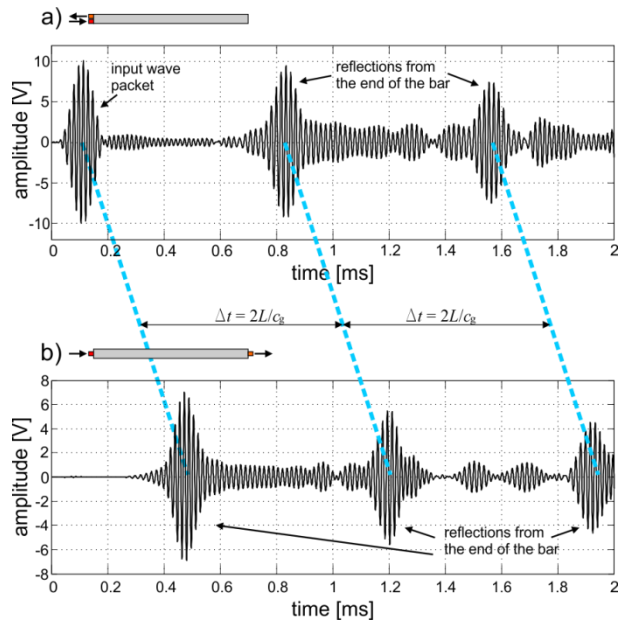 a)
amplitude [V]
10
5
0
-5
-10
input wave
packet
reflections from
the end of the bar
0 0.2 0.4 0.6 0.8 1 1.2 1.4 1.6 1.8 2
time [ms]
Δt = 2L/cg Δt = 2L/cg
b)
amplitude [V]
8
6
4
2
0
-2
-4
-6
-8
reflections from
the end of the bar
0 0.2 0.4 0.6 0.8 1 1.2 1.4 1.6 1.8 2
time [ms]